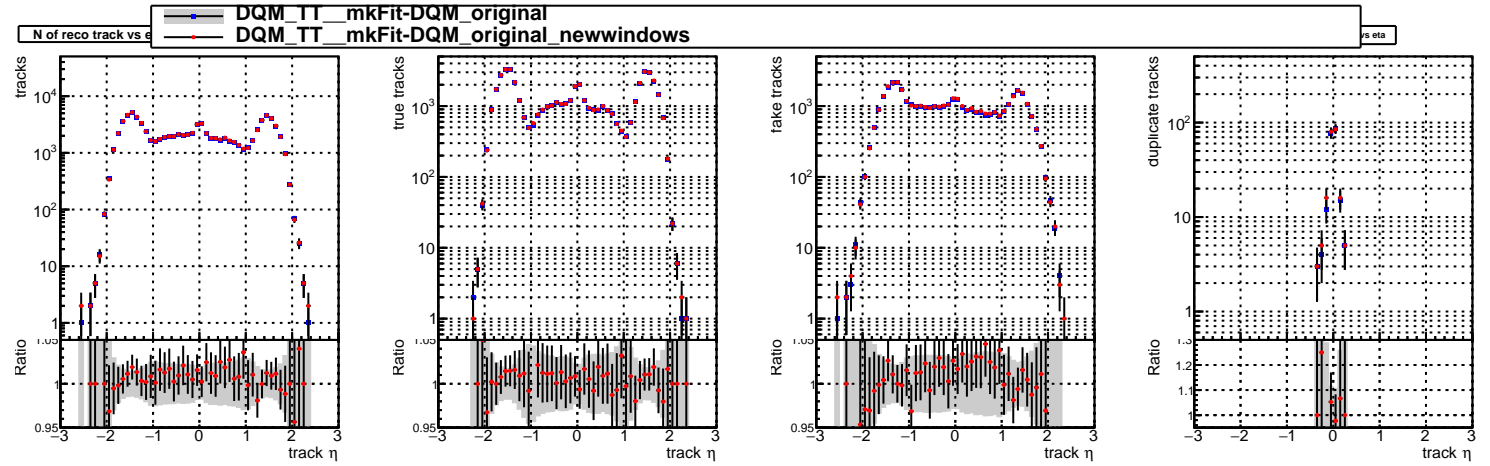 DQM_TT__mkFit-DQM_original
DQM_TT__mkFit-DQM_original_newwindows
N of reco track vs e
vs eta
tracks
10⁴
10³
10²
10
1
Ratio
1.05
1
0.95
−3 −2 −1 0 1 2 3
track η
true tracks
10³
10²
10
1
Ratio
1.05
1
0.95
−3 −2 −1 0 1 2 3
track η
fake tracks
10³
10²
10
1
Ratio
1.05
1
0.95
−3 −2 −1 0 1 2 3
track η
duplicate tracks
10²
10
1
Ratio
1.3
1.2
1.1
1
−3 −2 −1 0 1 2 3
track η